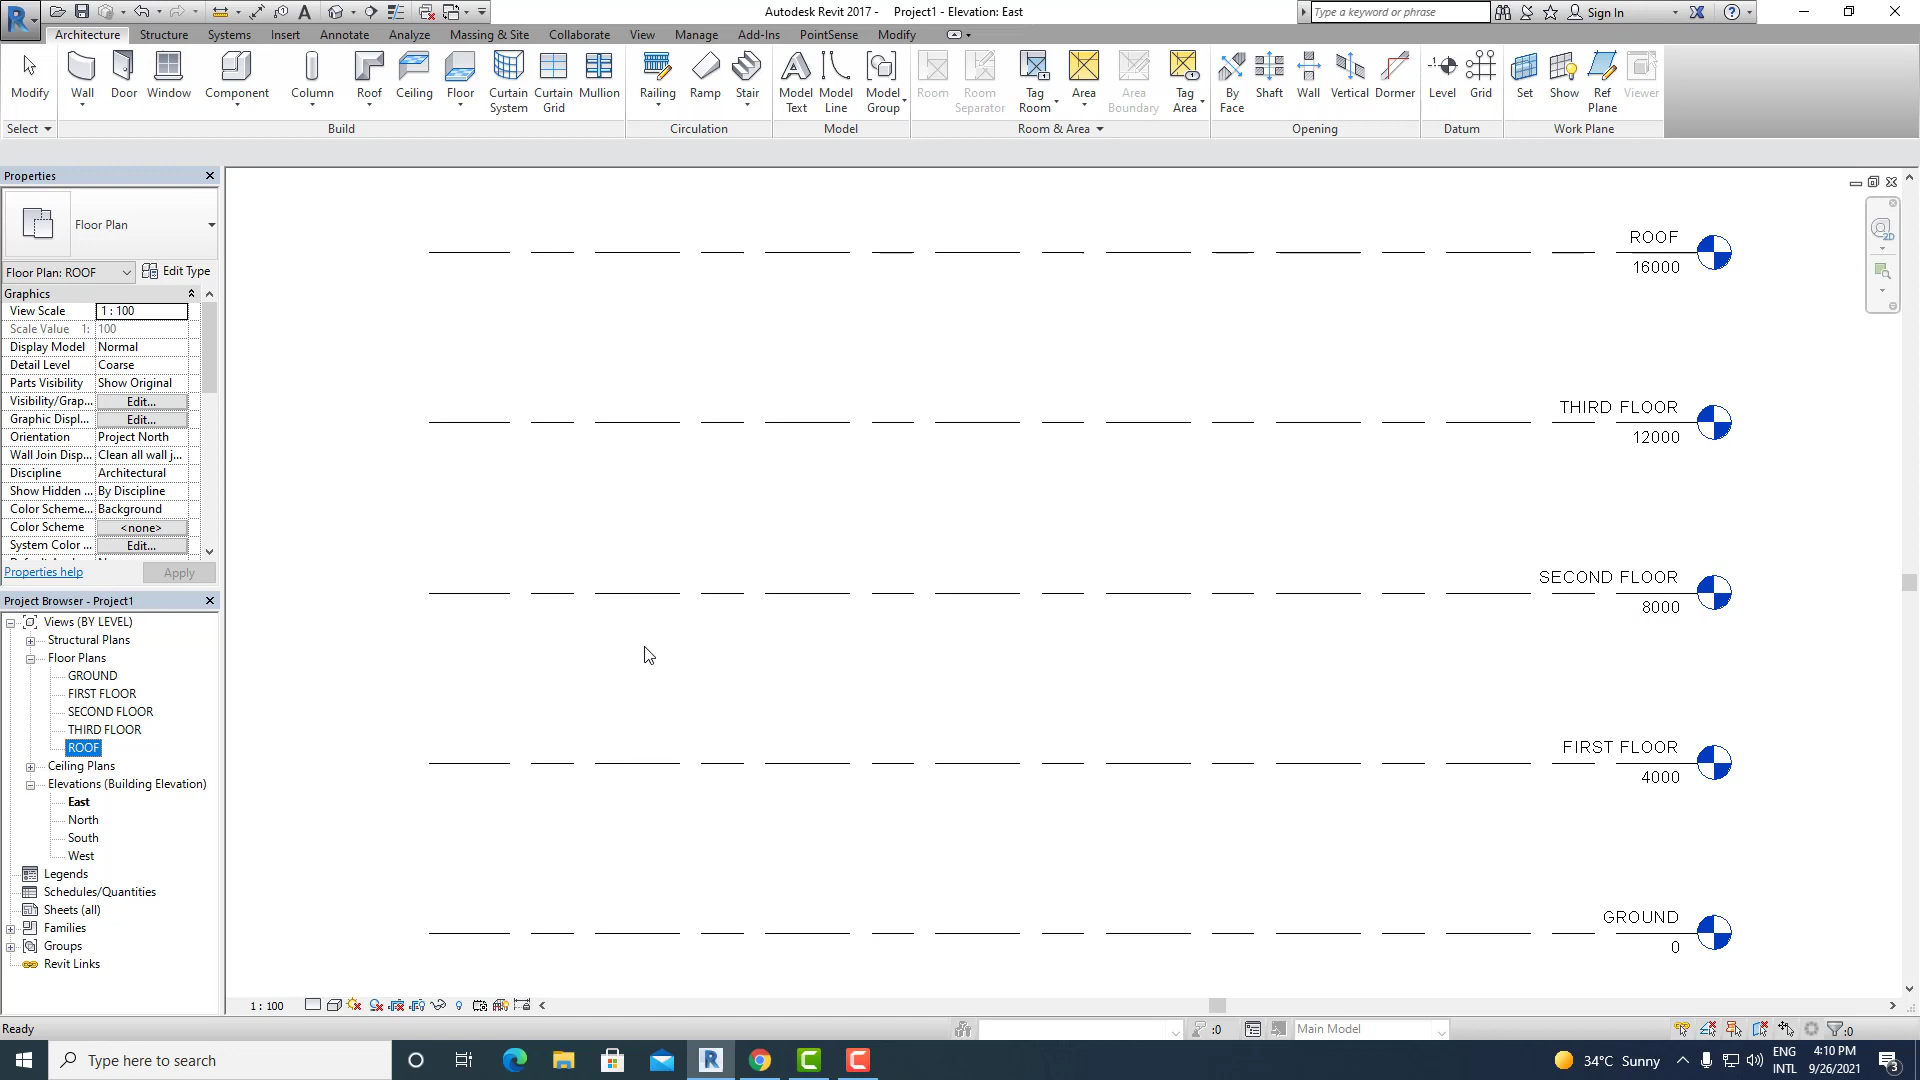 Autodesk Revit 2017 -     Project1 - Elevation: East
Type a keyword or phrase
Sign In
Architecture Structure Systems Insert Annotate Analyze Massing & Site Collaborate View Manage Add-Ins PointSense Modify
Modify Wall Door Window Component Column Roof Ceiling Floor Curtain System Curtain Grid Mullion Railing Ramp Stair Model Text Model Line Model Group Room Room Separator Tag Room Area Area Boundary Tag Area By Face Shaft Wall Vertical Dormer Level Grid Set Show Ref Plane Viewer
Select Build Circulation Model Room & Area Opening Datum Work Plane
Properties
Floor Plan
Floor Plan: ROOF Edit Type
Graphics
View Scale 1 : 100
Scale Value 1: 100
Display Model Normal
Detail Level Coarse
Parts Visibility Show Original
Visibility/Grap... Edit...
Graphic Displ... Edit...
Orientation Project North
Wall Join Disp... Clean all wall j...
Discipline Architectural
Show Hidden ... By Discipline
Color Scheme... Background
Color Scheme <none>
System Color ... Edit...
Properties help Apply
Project Browser - Project1
Views (BY LEVEL)
Structural Plans
Floor Plans
GROUND
FIRST FLOOR
SECOND FLOOR
THIRD FLOOR
ROOF
Ceiling Plans
Elevations (Building Elevation)
East
North
South
West
Legends
Schedules/Quantities
Sheets (all)
Families
Groups
Revit Links
ROOF
16000
THIRD FLOOR
12000
SECOND FLOOR
8000
FIRST FLOOR
4000
GROUND
0
2D
1 : 100
Ready
:0
Main Model
:0
Type here to search
34°C Sunny
ENG
INTL
4:10 PM
9/26/2021
3